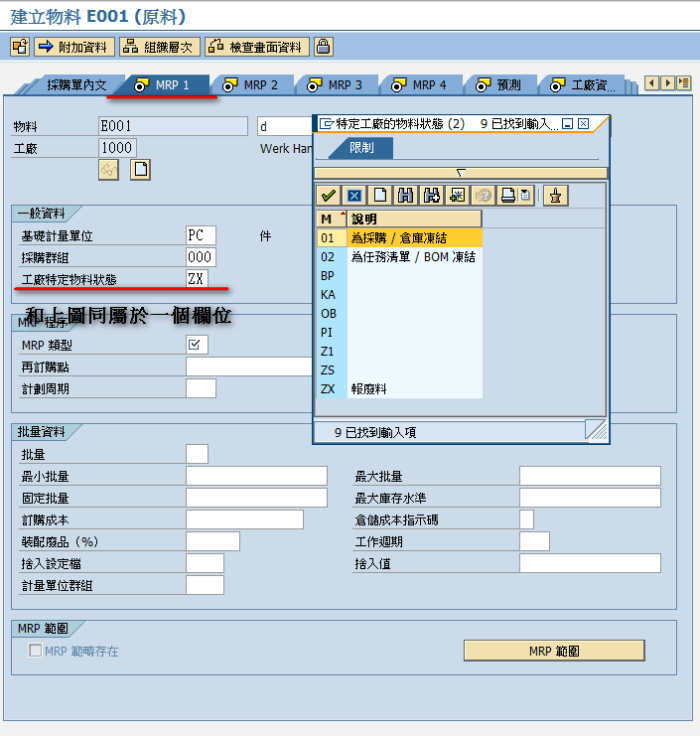 建立物料 E001 (原料)
附加資料 組織層次 檢查畫面資料
採購單內文 MRP 1 MRP 2 MRP 3 MRP 4 預測 工廠資...
物料 E001 d
工廠 1000 Werk Ham
特定工廠的物料狀態 (2) 9 已找到輸入...
限制
M 說明
01 為採購 / 倉庫凍結
02 為任務清單 / BOM 凍結
BP
KA
OB
PI
Z1
ZS
ZX 報廢料
9 已找到輸入項
一般資料
基礎計量單位 PC 件
採購群組 000
工廠特定物料狀態 ZX
和上圖同屬於一個欄位
MRP 程序
MRP 類型
再訂購點
計劃周期
批量資料
批量
最小批量 最大批量
固定批量 最大庫存水準
訂購成本 倉儲成本指示碼
裝配廢品 (%) 工作週期
捨入設定檔 捨入值
計量單位群組
MRP 範圍
MRP 範疇存在 MRP 範圍